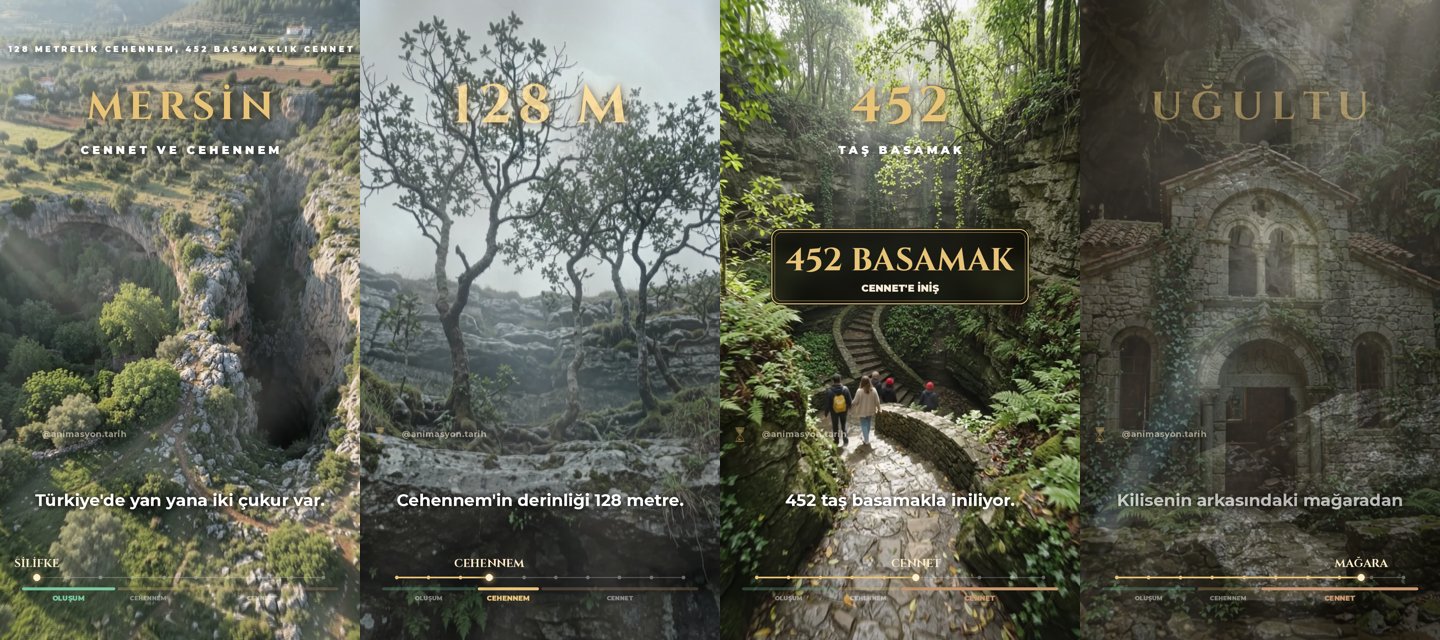 128 METRELİK CEHENNEM, 452 BASAMAKLIK CENNET
MERSİN
CENNET VE CEHENNEM
@animasyon.tarih
Türkiye'de yan yana iki çukur var.
SİLİFKE
OLUŞUM
CEHENNEM
CENNET
128 M
@animasyon.tarih
Cehennem'in derinliği 128 metre.
CEHENNEM
OLUŞUM
CEHENNEM
CENNET
452
TAŞ BASAMAK
452 BASAMAK
CENNET'E İNİŞ
@animasyon.tarih
452 taş basamakla iniliyor.
CENNET
OLUŞUM
CEHENNEM
CENNET
UĞULTU
@animasyon.tarih
Kilisenin arkasındaki mağaradan
MAĞARA
OLUŞUM
CEHENNEM
CENNET